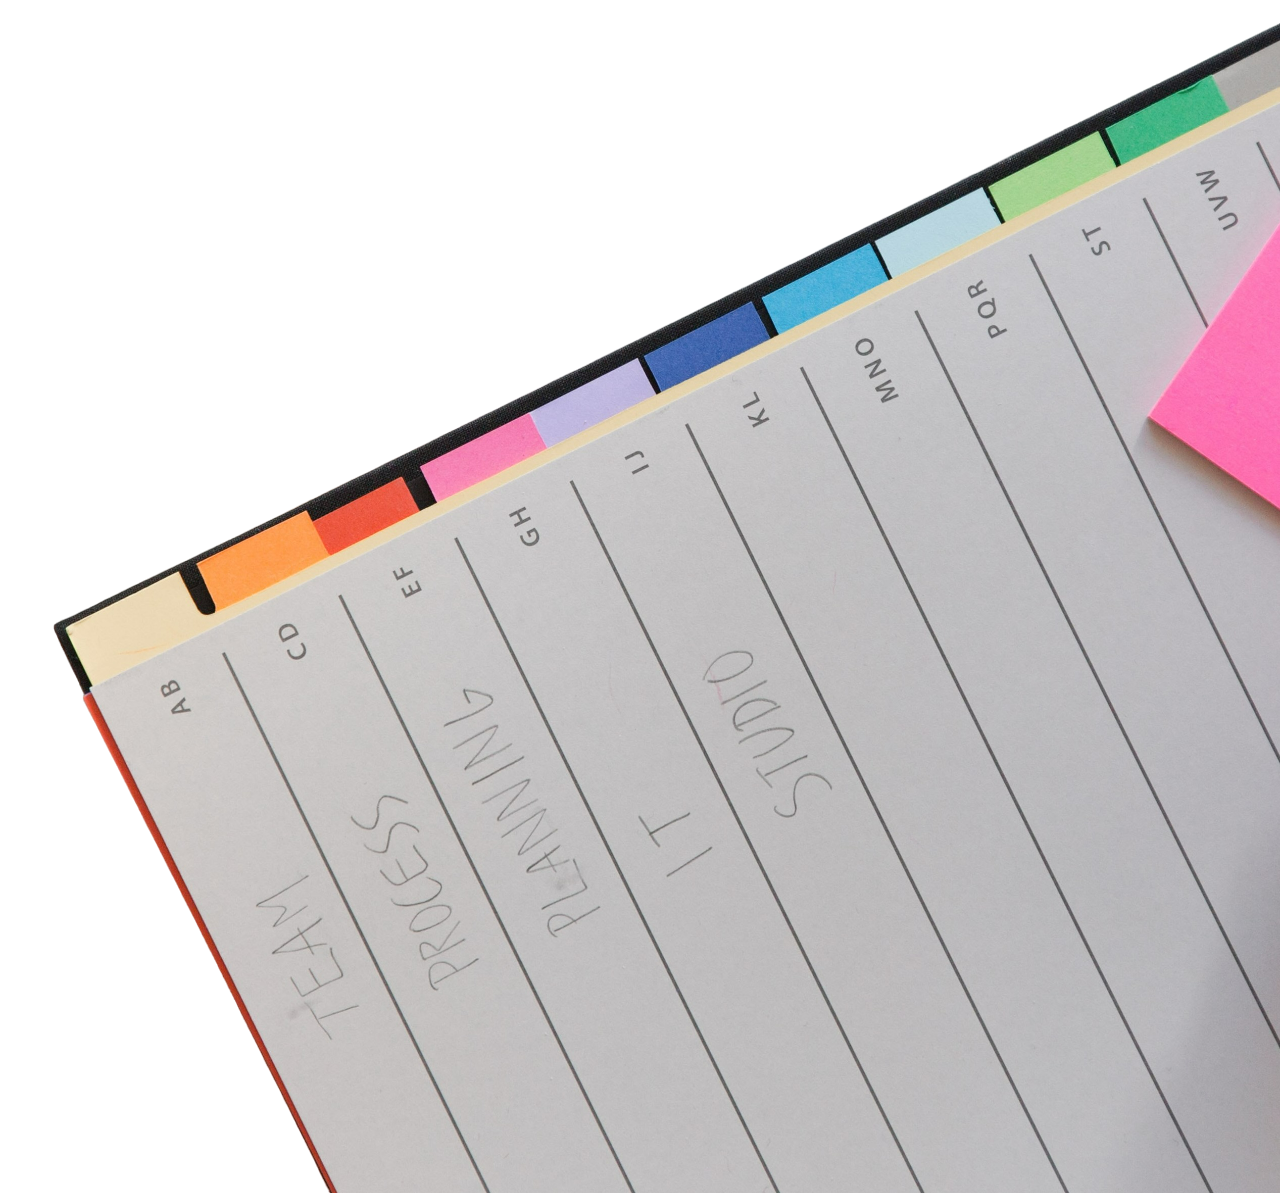 TEAM AB
PROCESS CD
PLANNING EF
IT GH
STUDIO IJ
KL
MNO
PQR
ST
UVW